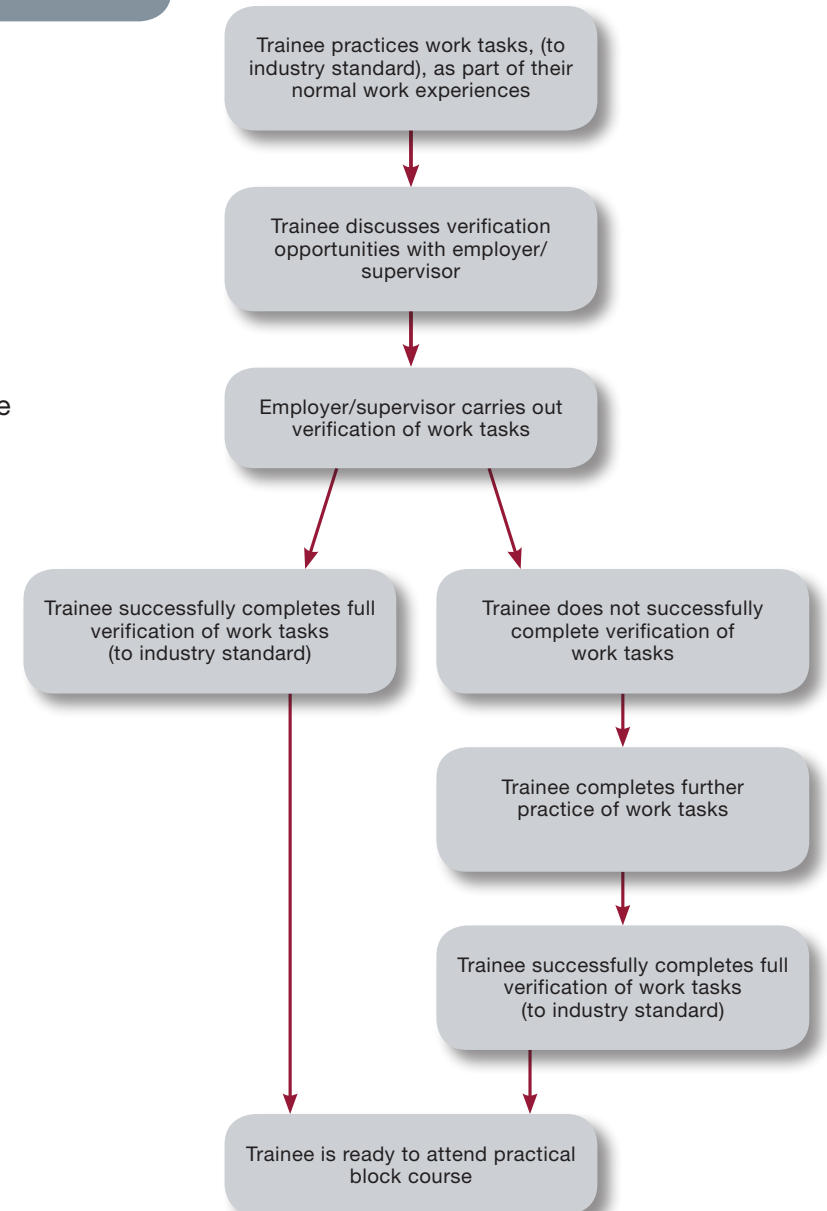 Trainee practices work tasks, (to
industry standard), as part of their
normal work experiences
Trainee discusses verification
opportunities with employer/
supervisor
e
Employer/supervisor carries out
verification of work tasks
Trainee successfully completes full
verification of work tasks
(to industry standard)
Trainee does not successfully
complete verification of
work tasks
Trainee completes further
practice of work tasks
Trainee successfully completes full
verification of work tasks
(to industry standard)
Trainee is ready to attend practical
block course